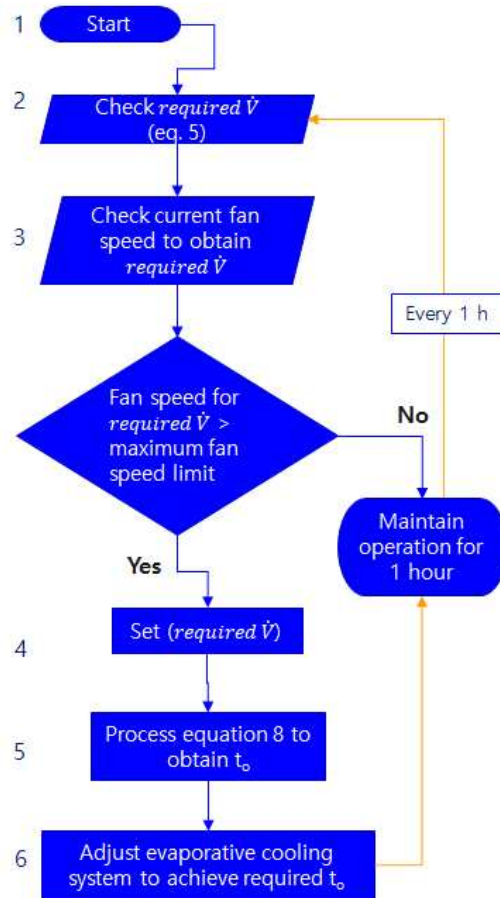 1
Start
2
Check required V̇
(eq. 5)
3
Check current fan
speed to obtain
required V̇
Every 1 h
Fan speed for
required V̇ >
maximum fan
speed limit
No
Maintain
operation for
1 hour
Yes
4
Set (required V̇)
5
Process equation 8 to
obtain tₒ
6
Adjust evaporative cooling
system to achieve required tₒ